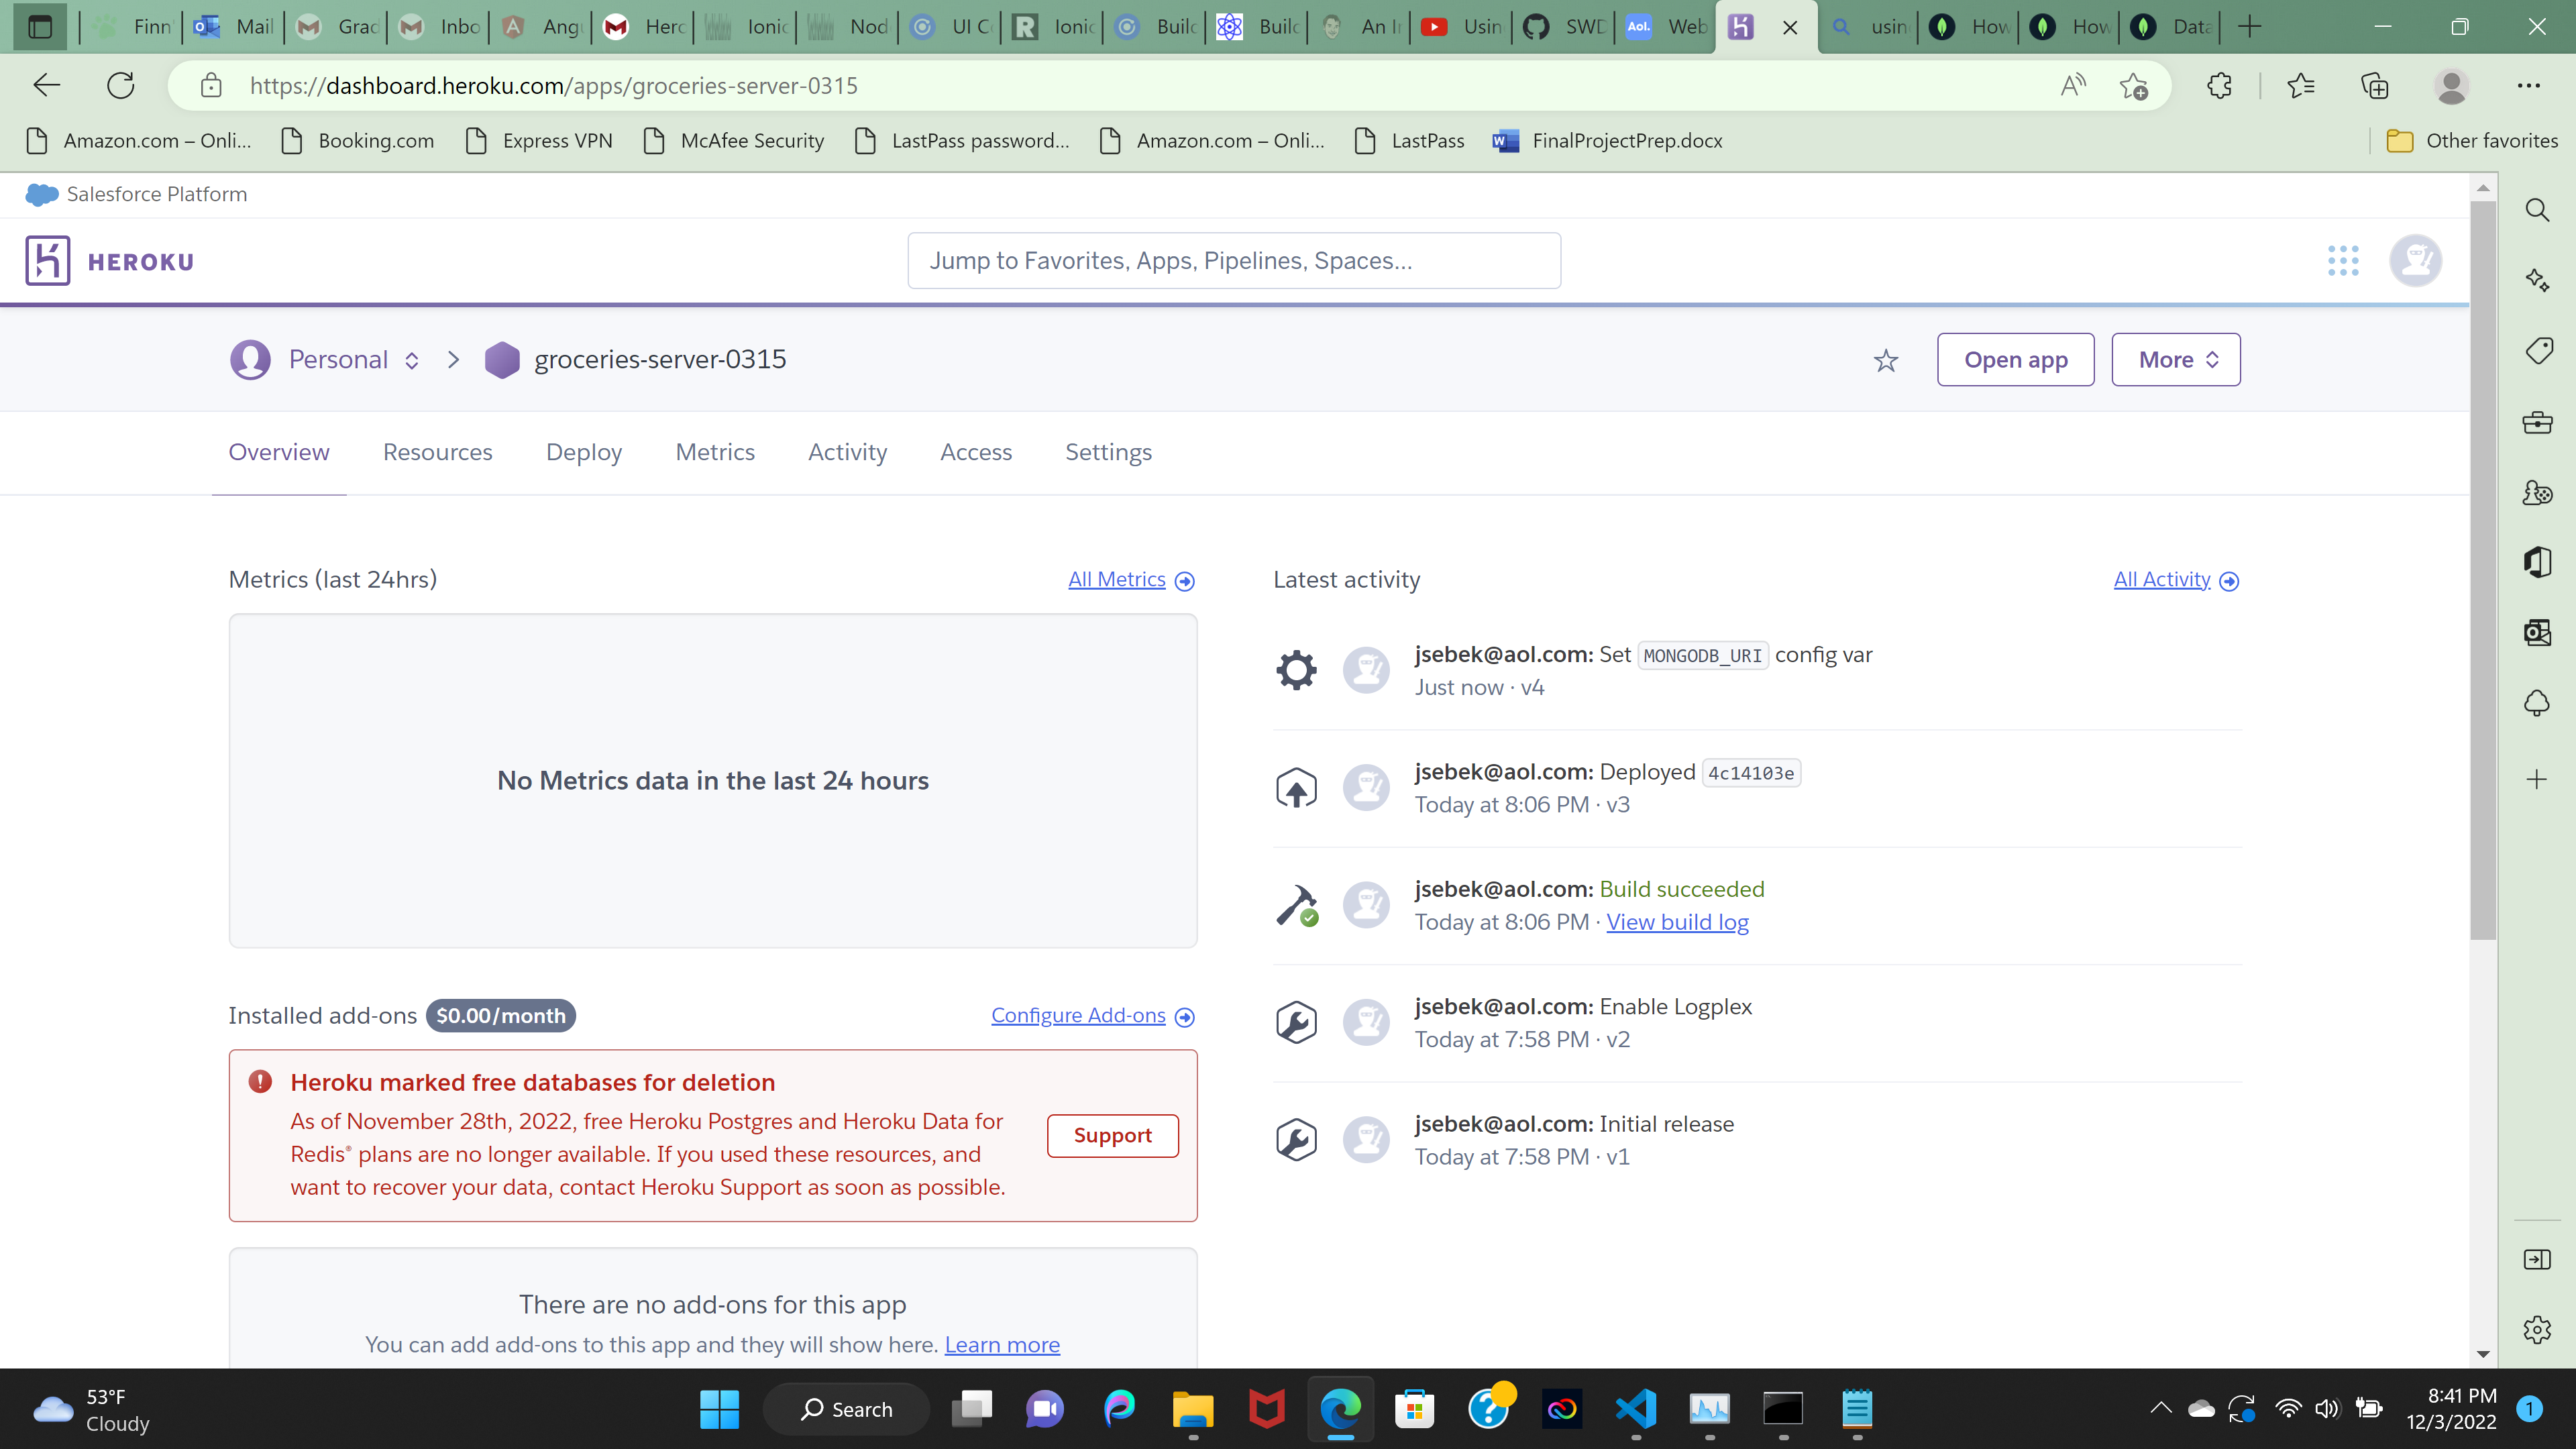 Finn
Mail
Grad
Inbo
Angu
Hero
Ionic
Nod
UI Co
Ionic
Build
Build
An In
Usin
SWD
Web
usin
How
How
Data
https://dashboard.heroku.com/apps/groceries-server-0315
Amazon.com – Onli...
Booking.com
Express VPN
McAfee Security
LastPass password...
Amazon.com – Onli...
LastPass
FinalProjectPrep.docx
Other favorites
Salesforce Platform
HEROKU
Jump to Favorites, Apps, Pipelines, Spaces...
Personal
groceries-server-0315
Open app
More
Overview
Resources
Deploy
Metrics
Activity
Access
Settings
Metrics (last 24hrs)
All Metrics
No Metrics data in the last 24 hours
Installed add-ons $0.00/month
Configure Add-ons
Heroku marked free databases for deletion
As of November 28th, 2022, free Heroku Postgres and Heroku Data for
Redis® plans are no longer available. If you used these resources, and
want to recover your data, contact Heroku Support as soon as possible.
Support
There are no add-ons for this app
You can add add-ons to this app and they will show here. Learn more
Latest activity
All Activity
jsebek@aol.com: Set MONGODB_URI config var
Just now · v4
jsebek@aol.com: Deployed 4c14103e
Today at 8:06 PM · v3
jsebek@aol.com: Build succeeded
Today at 8:06 PM · View build log
jsebek@aol.com: Enable Logplex
Today at 7:58 PM · v2
jsebek@aol.com: Initial release
Today at 7:58 PM · v1
53°F
Cloudy
Search
8:41 PM
12/3/2022
1